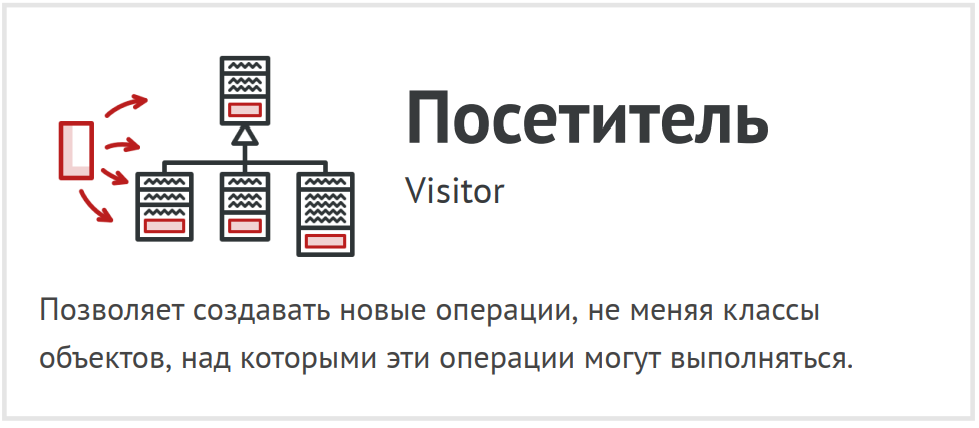 Посетитель
Visitor
Позволяет создавать новые операции, не меняя классы
объектов, над которыми эти операции могут выполняться.